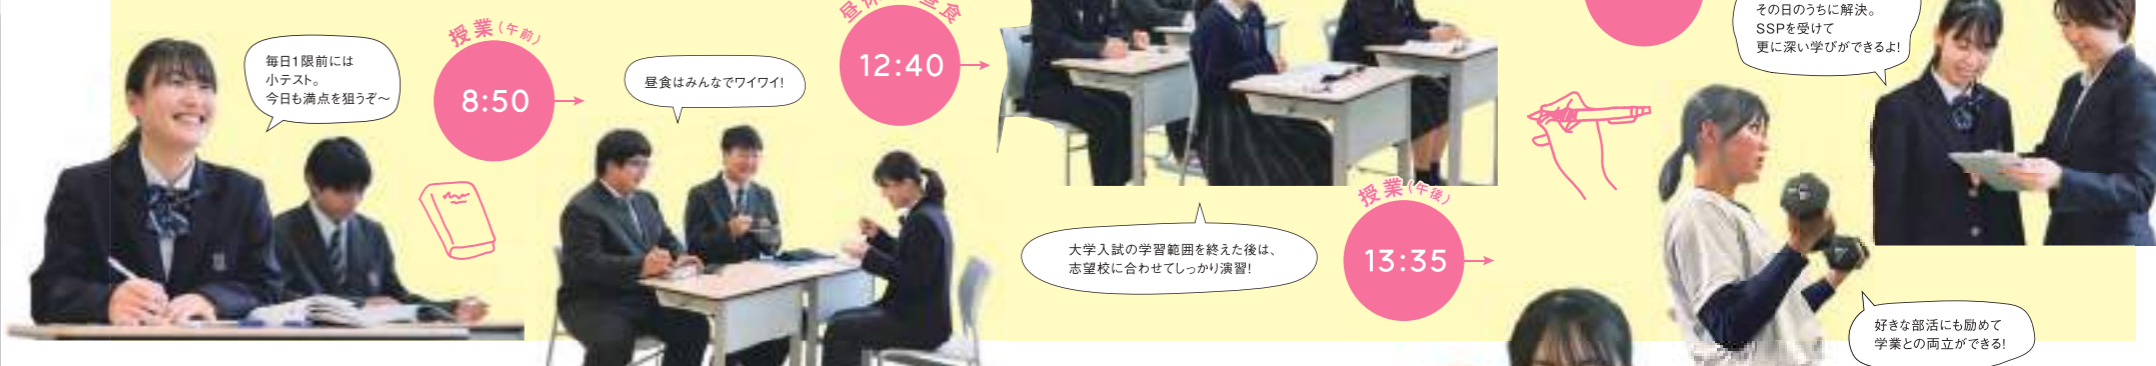 毎日1限前には
小テスト。
今日も満点を狙うぞ～
授業(午前)
8:50
昼食はみんなでワイワイ!
12:40
大学入試の学習範囲を終えた後は、
志望校に合わせてしっかり演習!
授業(午後)
13:35
その日のうちに解決。
SSPを受けて
更に深い学びができるよ!
好きな部活にも励めて
学業との両立ができる!